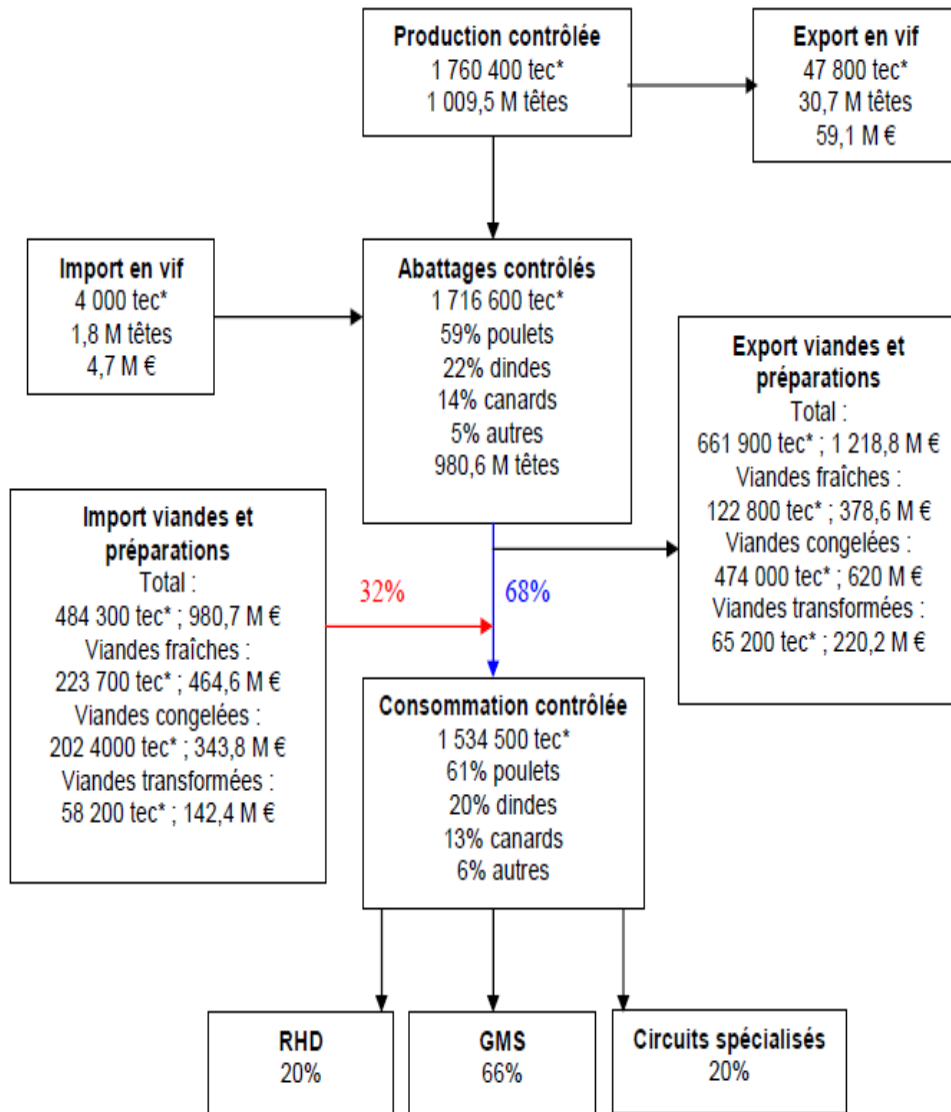 Production contrôlée
1 760 400 tec*
1 009,5 M têtes
Export en vif
47 800 tec*
30,7 M têtes
59,1 M €
Import en vif
4 000 tec*
1,8 M têtes
4,7 M €
Abattages contrôlés
1 716 600 tec*
59% poulets
22% dindes
14% canards
5% autres
980,6 M têtes
Export viandes et
préparations
Total :
661 900 tec* ; 1 218,8 M €
Viandes fraîches :
122 800 tec* ; 378,6 M €
Viandes congelées :
474 000 tec* ; 620 M €
Viandes transformées :
65 200 tec* ; 220,2 M €
Import viandes et
préparations
Total :
484 300 tec* ; 980,7 M €
Viandes fraîches :
223 700 tec* ; 464,6 M €
Viandes congelées :
202 4000 tec* ; 343,8 M €
Viandes transformées :
58 200 tec* ; 142,4 M €
32%
68%
Consommation contrôlée
1 534 500 tec*
61% poulets
20% dindes
13% canards
6% autres
RHD
20%
GMS
66%
Circuits spécialisés
20%